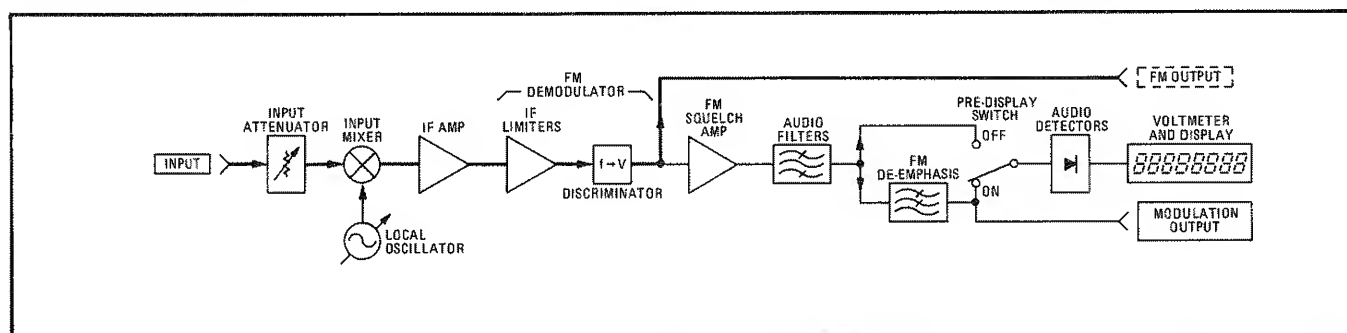 INPUT
INPUT
ATTENUATOR
INPUT
MIXER
LOCAL
OSCILLATOR
IF AMP
FM
DEMODULATOR
IF
LIMITERS
f→V
DISCRIMINATOR
FM
SQUELCH
AMP
AUDIO
FILTERS
FM
DE-EMPHASIS
PRE-DISPLAY
SWITCH
OFF
ON
AUDIO
DETECTORS
FM OUTPUT
VOLTMETER
AND DISPLAY
88888888
MODULATION
OUTPUT